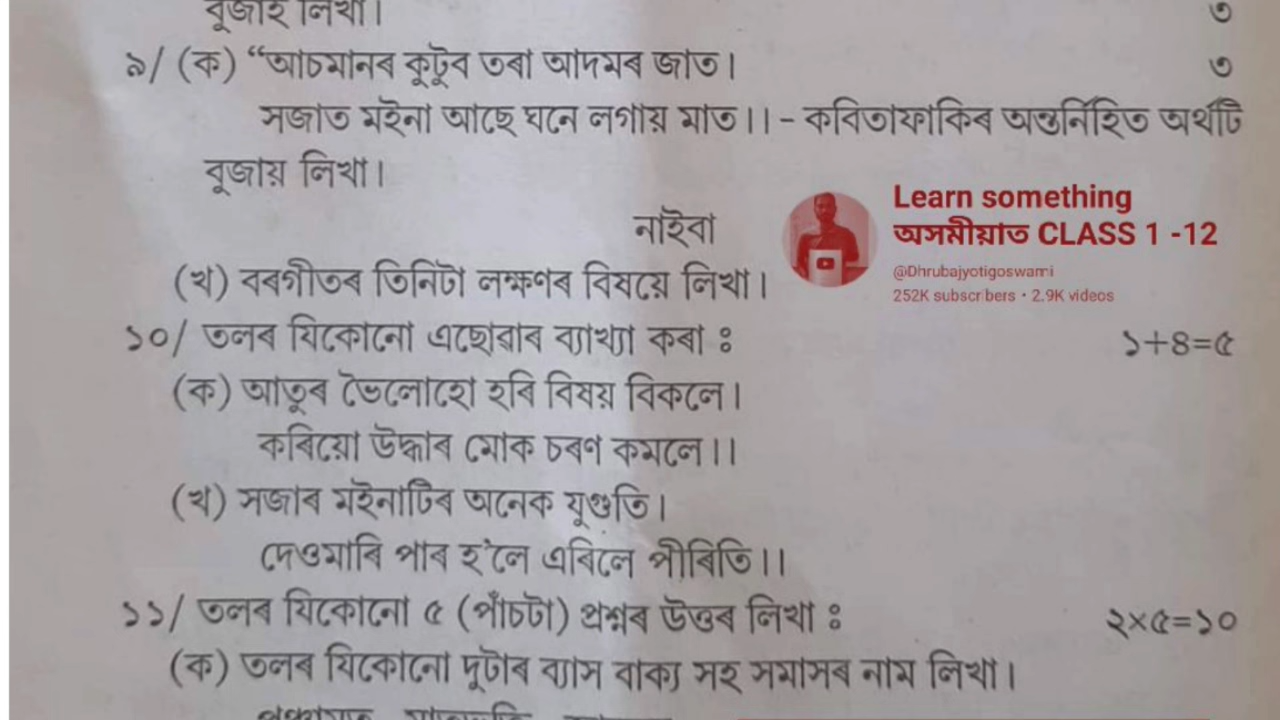 বুজাই লিখা।
৩
৯/ (ক) “আচমানৰ কুটুব তৰা আদমৰ জাত।
৩
সজাত মইনা আছে ঘনে লগায় মাত।। - কবিতাফাকিৰ অন্তৰ্নিহিত অৰ্থটি
বুজায় লিখা।
নাইবা
Learn something
অসমীয়াত CLASS 1 -12
@Dhrubajyotigoswami
252K subscribers • 2.9K videos
(খ) বৰগীতৰ তিনিটা লক্ষণৰ বিষয়ে লিখা।
১০/ তলৰ যিকোনো এছোৱাৰ ব্যাখ্যা কৰা ঃ
১+৪=৫
(ক) আতুৰ ভৈলোহো হৰি বিষয় বিকলে।
কৰিয়ো উদ্ধাৰ মোক চৰণ কমলে।।
(খ) সজাৰ মইনাটিৰ অনেক যুগুতি।
দেওমাৰি পাৰ হ'লে এৰিলে পীৰিতি।।
১১/ তলৰ যিকোনো ৫ (পাঁচটা) প্ৰশ্নৰ উত্তৰ লিখা ঃ
২×৫=১০
(ক) তলৰ যিকোনো দুটাৰ ব্যাস বাক্য সহ সমাসৰ নাম লিখা।